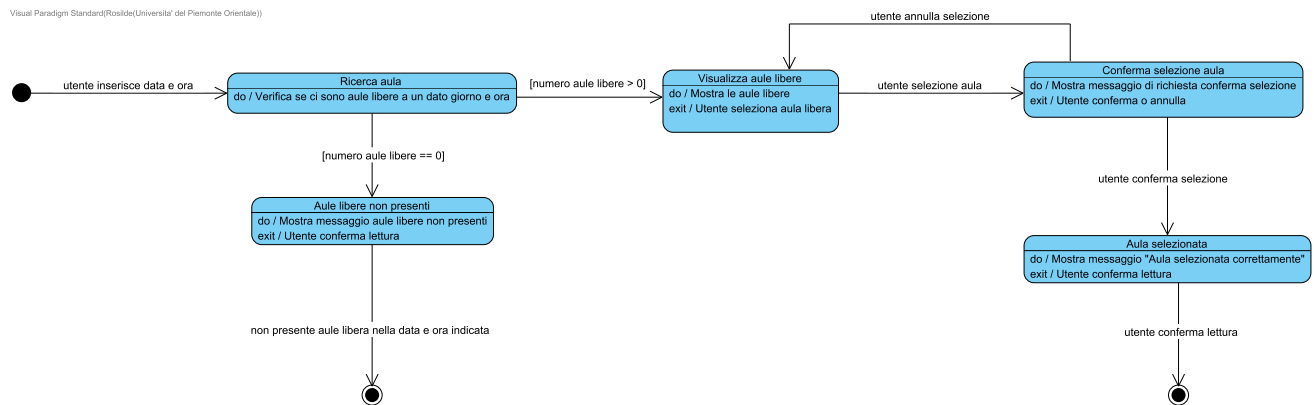 Visual Paradigm Standard(Rosilde(Universita' del Piemonte Orientale))
utente annulla selezione
utente inserisce data e ora
Ricerca aula
do / Verifica se ci sono aule libere a un dato giorno e ora
[numero aule libere > 0]
Visualizza aule libere
do / Mostra le aule libere
exit / Utente seleziona aula libera
utente selezione aula
Conferma selezione aula
do / Mostra messaggio di richiesta conferma selezione
exit / Utente conferma o annulla
[numero aule libere == 0]
utente conferma selezione
Aule libere non presenti
do / Mostra messaggio aule libere non presenti
exit / Utente conferma lettura
Aula selezionata
do / Mostra messaggio "Aula selezionata correttamente"
exit / Utente conferma lettura
non presente aule libera nella data e ora indicata
utente conferma lettura